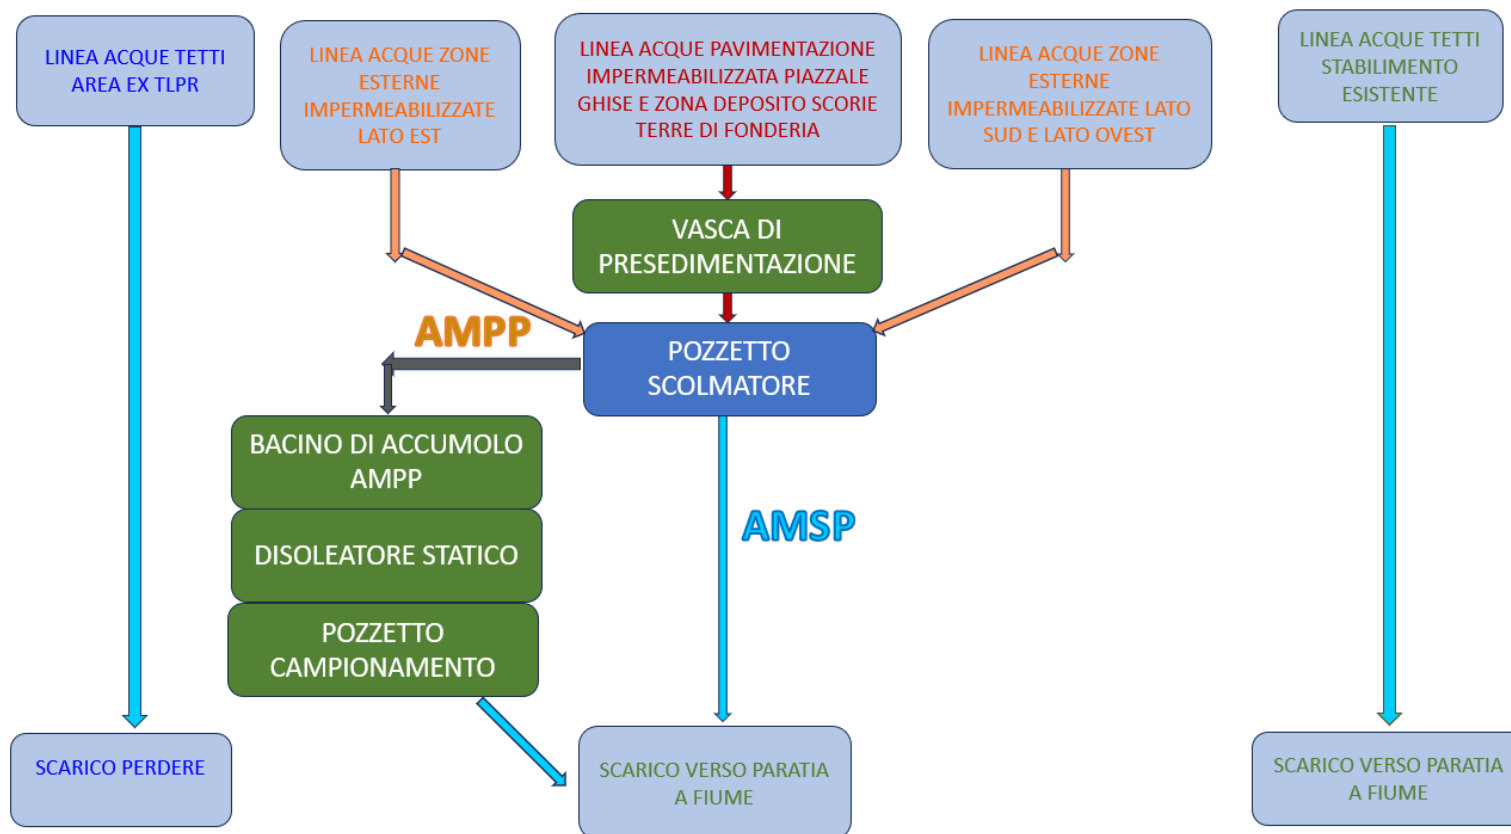 LINEA ACQUE TETTI
AREA EX TLPR
LINEA ACQUE ZONE
ESTERNE
IMPERMEABILIZZATE
LATO EST
LINEA ACQUE PAVIMENTAZIONE
IMPERMEABILIZZATA PIAZZALE
GHISE E ZONA DEPOSITO SCORIE
TERRE DI FONDERIA
LINEA ACQUE ZONE
ESTERNE
IMPERMEABILIZZATE LATO
SUD E LATO OVEST
LINEA ACQUE TETTI
STABILIMENTO
ESISTENTE
VASCA DI
PRESEDIMENTAZIONE
AMPP
POZZETTO
SCOLMATORE
BACINO DI ACCUMOLO
AMPP
DISOLEATORE STATICO
POZZETTO
CAMPIONAMENTO
AMSP
SCARICO PERDERE
SCARICO VERSO PARATIA
A FIUME
SCARICO VERSO PARATIA
A FIUME